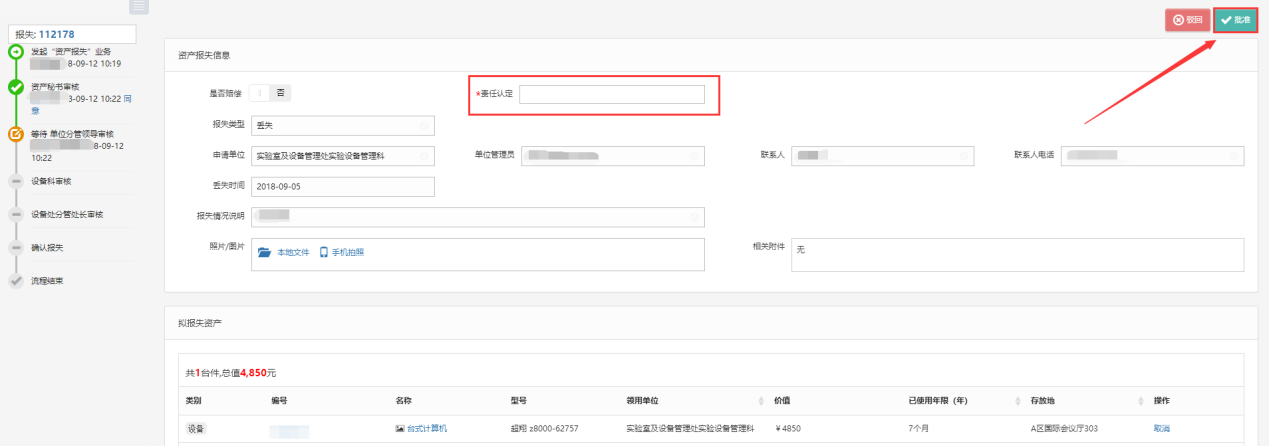 报失: 112178
驳回 批准
发起 "资产报失" 业务
8-09-12 10:19
资产秘书审核
3-09-12 10:22 同
意
等待 单位分管领导审核
8-09-12
10:22
设备科审核
设备处分管处长审核
确认报失
流程结束
资产报失信息
是否赔偿 否 *责任认定
报失类型 丢失
申请单位 实验室及设备管理处实验设备管理科 单位管理员 联系人 联系人电话
丢失时间 2018-09-05
报失情况说明
照片/图片 本地文件 手机拍照 相关附件 无
拟报失资产
共1台件,总值4,850元
类别 编号 名称 型号 领用单位 价值 已使用年限（年） 存放地 操作
设备 台式计算机 超翔 z8000-62757 实验室及设备管理处实验设备管理科 ¥4850 7个月 A区国际会议厅303 取消